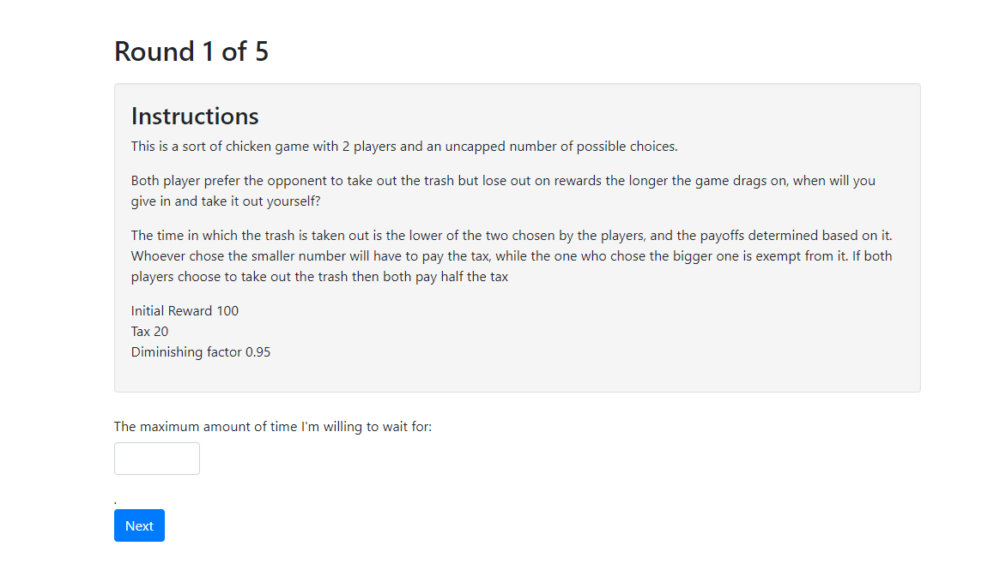 Round 1 of 5
Instructions
This is a sort of chicken game with 2 players and an uncapped number of possible choices.
Both player prefer the opponent to take out the trash but lose out on rewards the longer the game drags on, when will you
give in and take it out yourself?
The time in which the trash is taken out is the lower of the two chosen by the players, and the payoffs determined based on it.
Whoever chose the smaller number will have to pay the tax, while the one who chose the bigger one is exempt from it. If both
players choose to take out the trash then both pay half the tax
Initial Reward 100
Tax 20
Diminishing factor 0.95
The maximum amount of time I'm willing to wait for:
.
Next